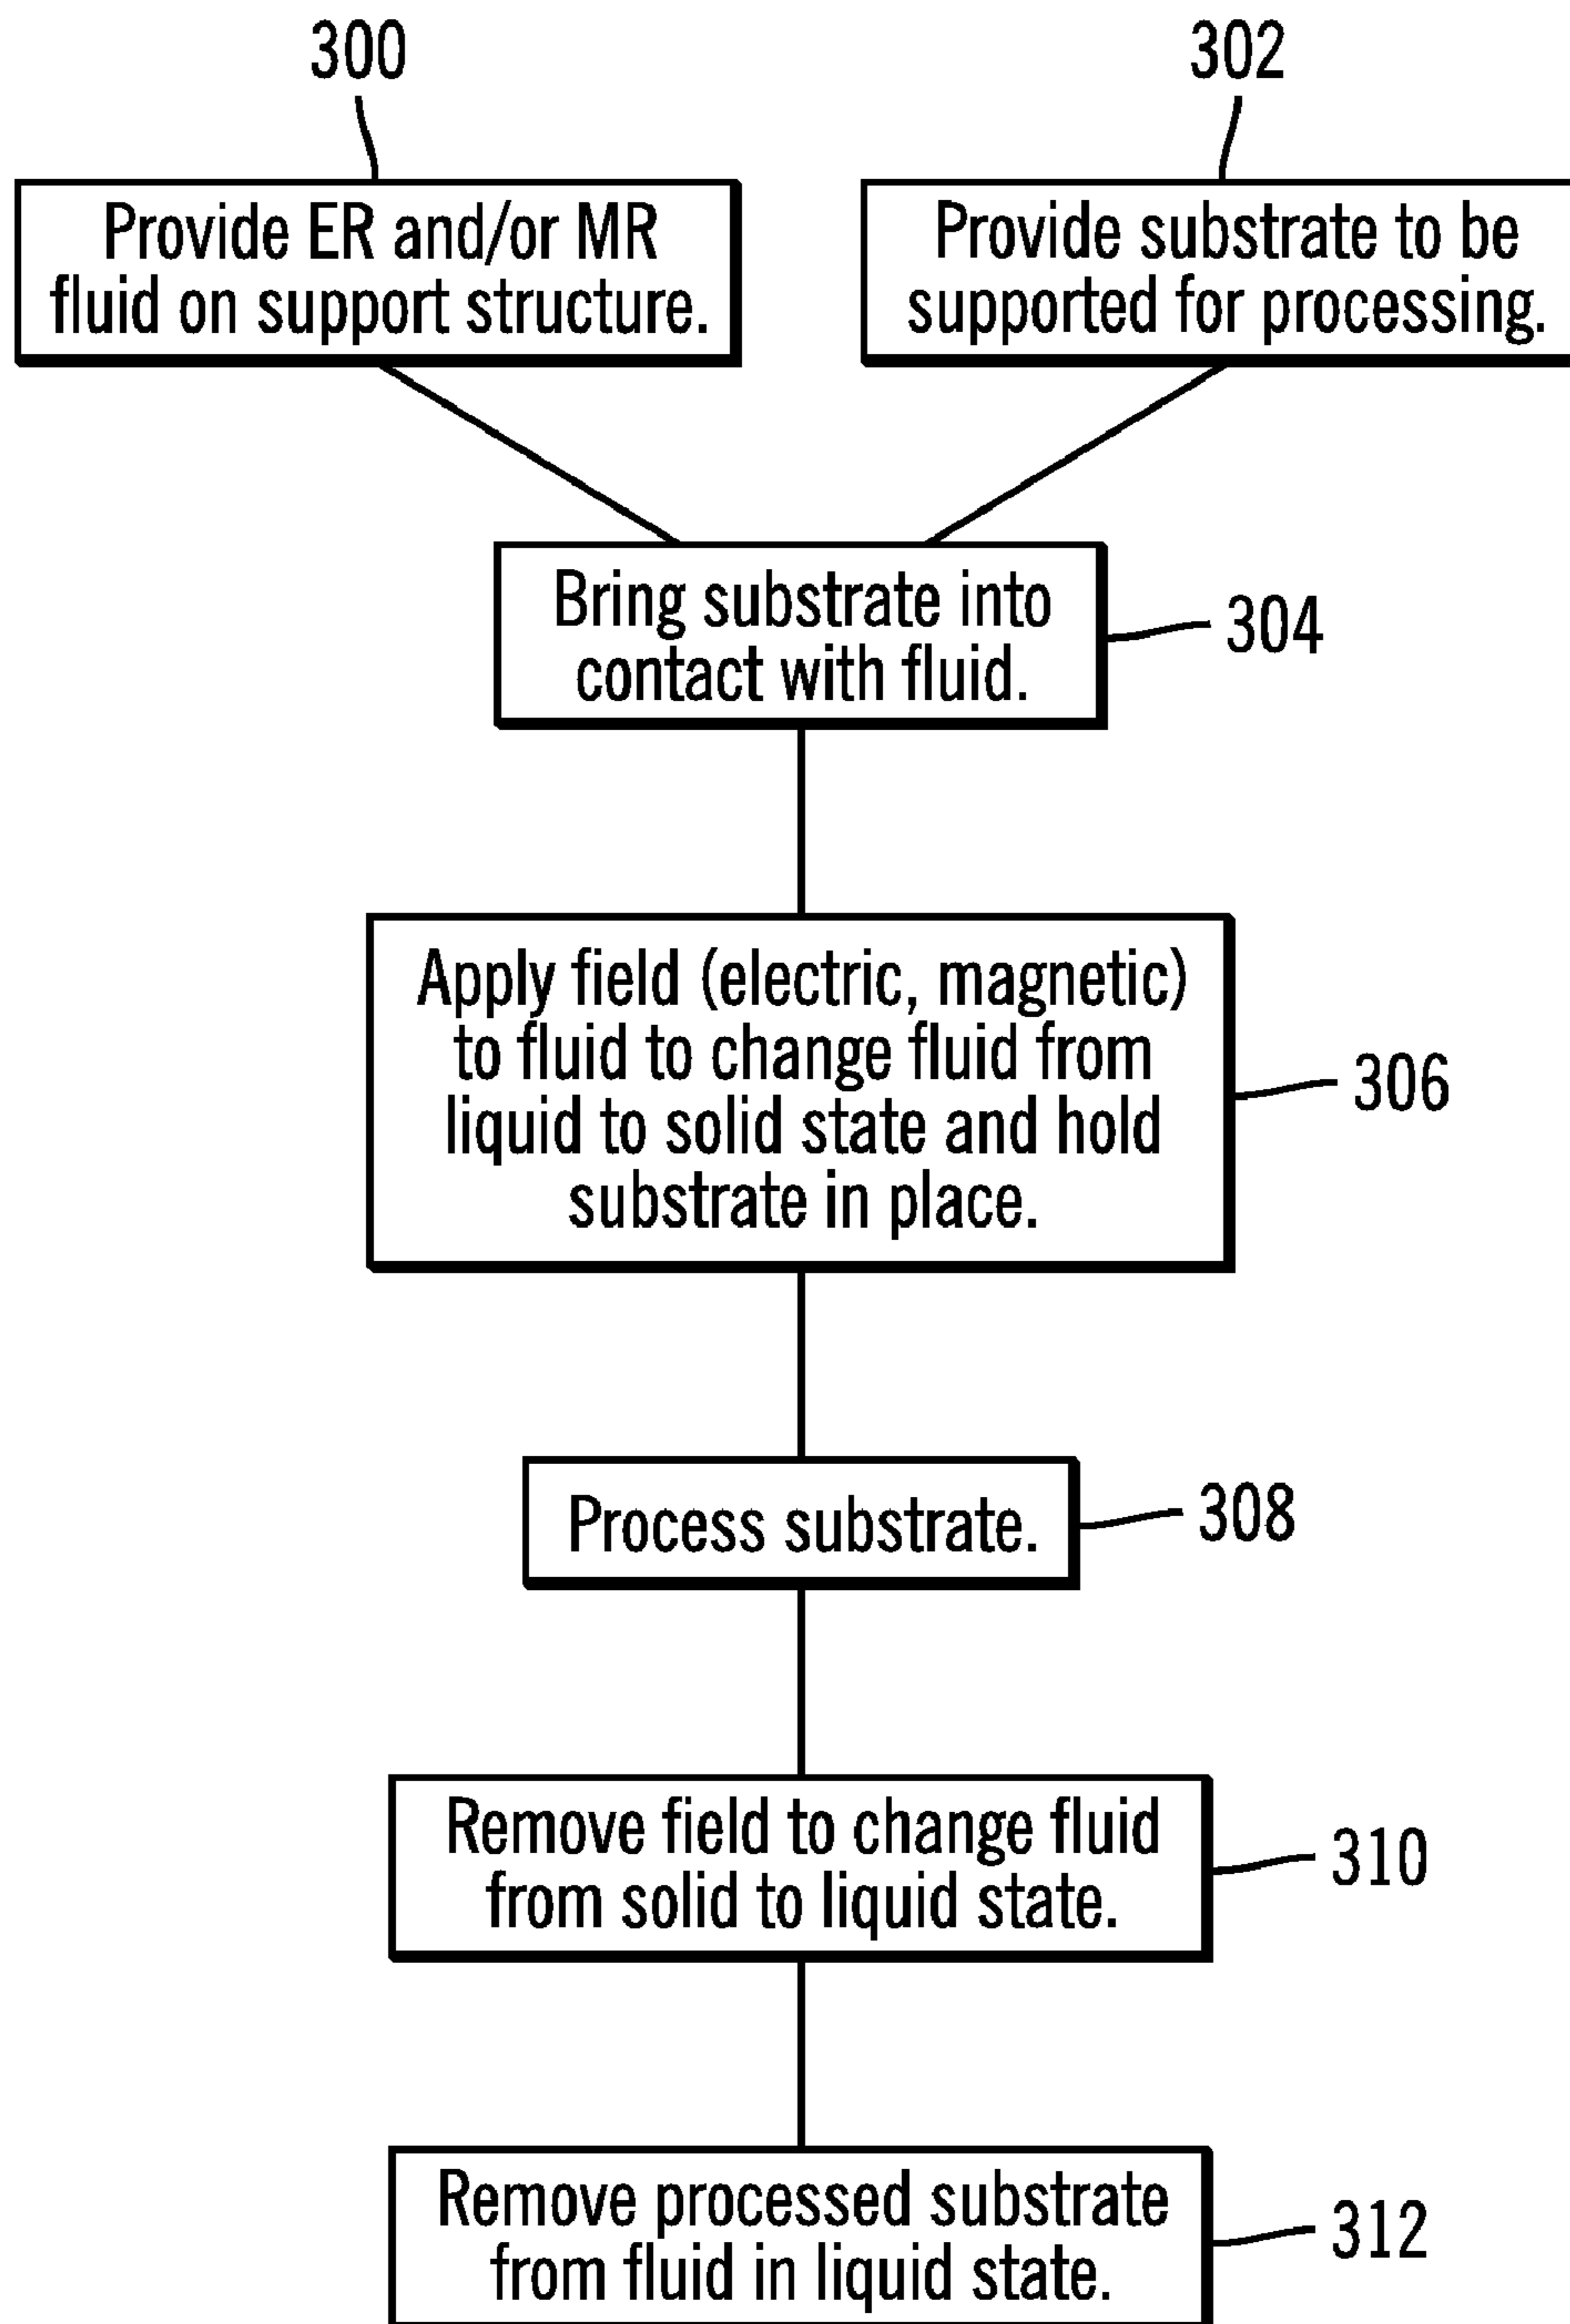 300
302
Provide ER and/or MR
fluid on support structure.
Provide substrate to be
supported for processing.
Bring substrate into
contact with fluid.
304
Apply field (electric, magnetic)
to fluid to change fluid from
liquid to solid state and hold
substrate in place.
306
Process substrate.
308
Remove field to change fluid
from solid to liquid state.
310
Remove processed substrate
from fluid in liquid state.
312